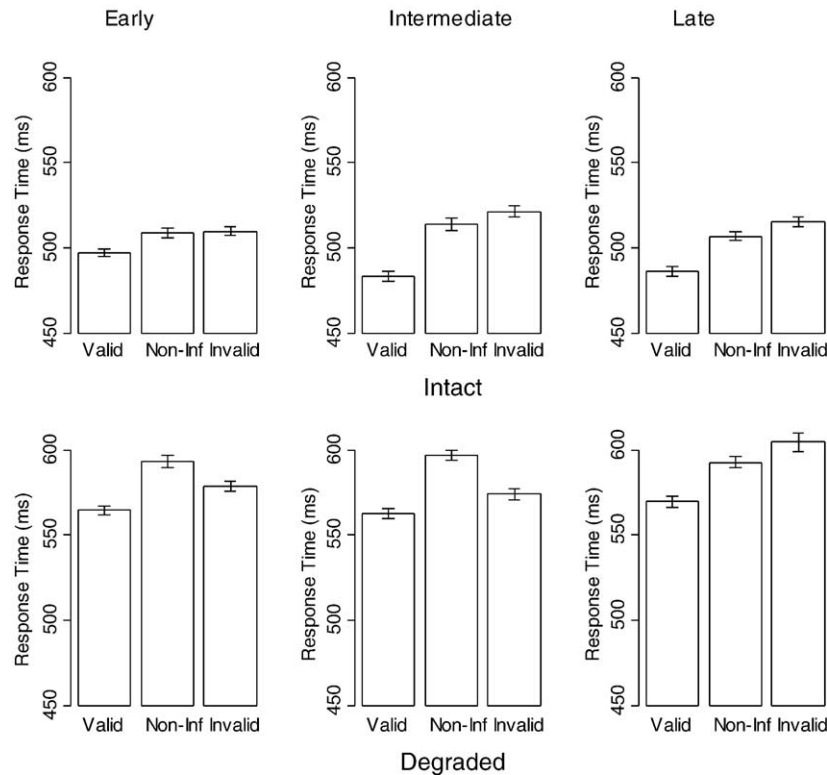 Early Intermediate Late
Response Time (ms) Response Time (ms) Response Time (ms)
600 600 600
550 550 550
500 500 500
450 450 450
Valid Non-Inf Invalid Valid Non-Inf Invalid Valid Non-Inf Invalid
Intact
Response Time (ms) Response Time (ms) Response Time (ms)
600 600 600
550 550 550
500 500 500
450 450 450
Valid Non-Inf Invalid Valid Non-Inf Invalid Valid Non-Inf Invalid
Degraded